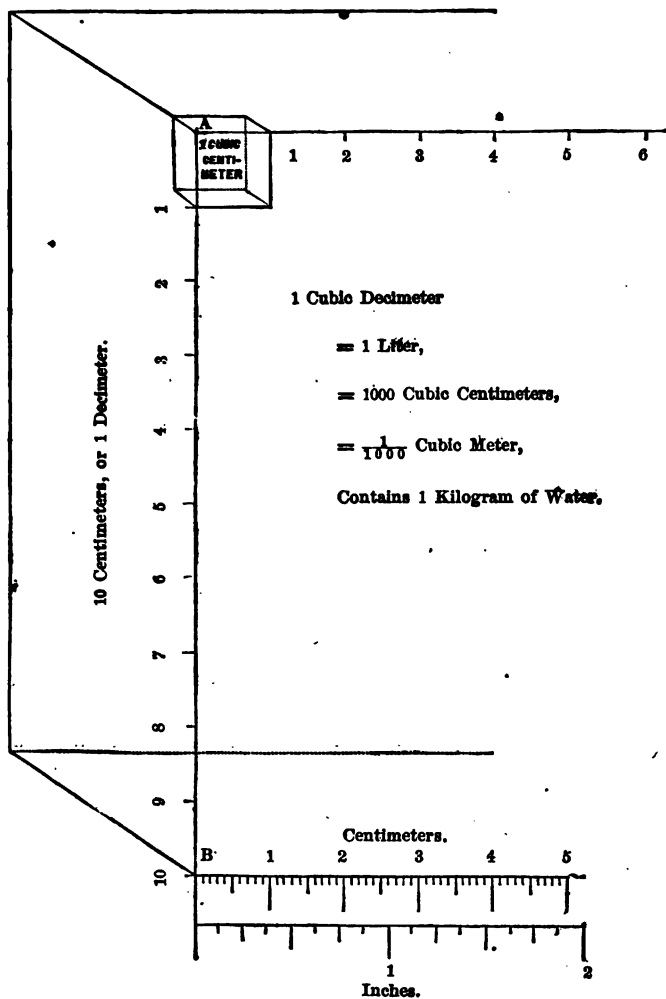 A
1 CUBIC
CENTI-
METER
1 2 3 4 5 6
1
2
3
4
5
6
7
8
9
10
10 Centimeters, or 1 Decimeter.
1 Cubic Decimeter
= 1 Liter,
= 1000 Cubic Centimeters,
= 1/1000 Cubic Meter,
Contains 1 Kilogram of Water.
Centimeters.
B 1 2 3 4 5
1 2
Inches.